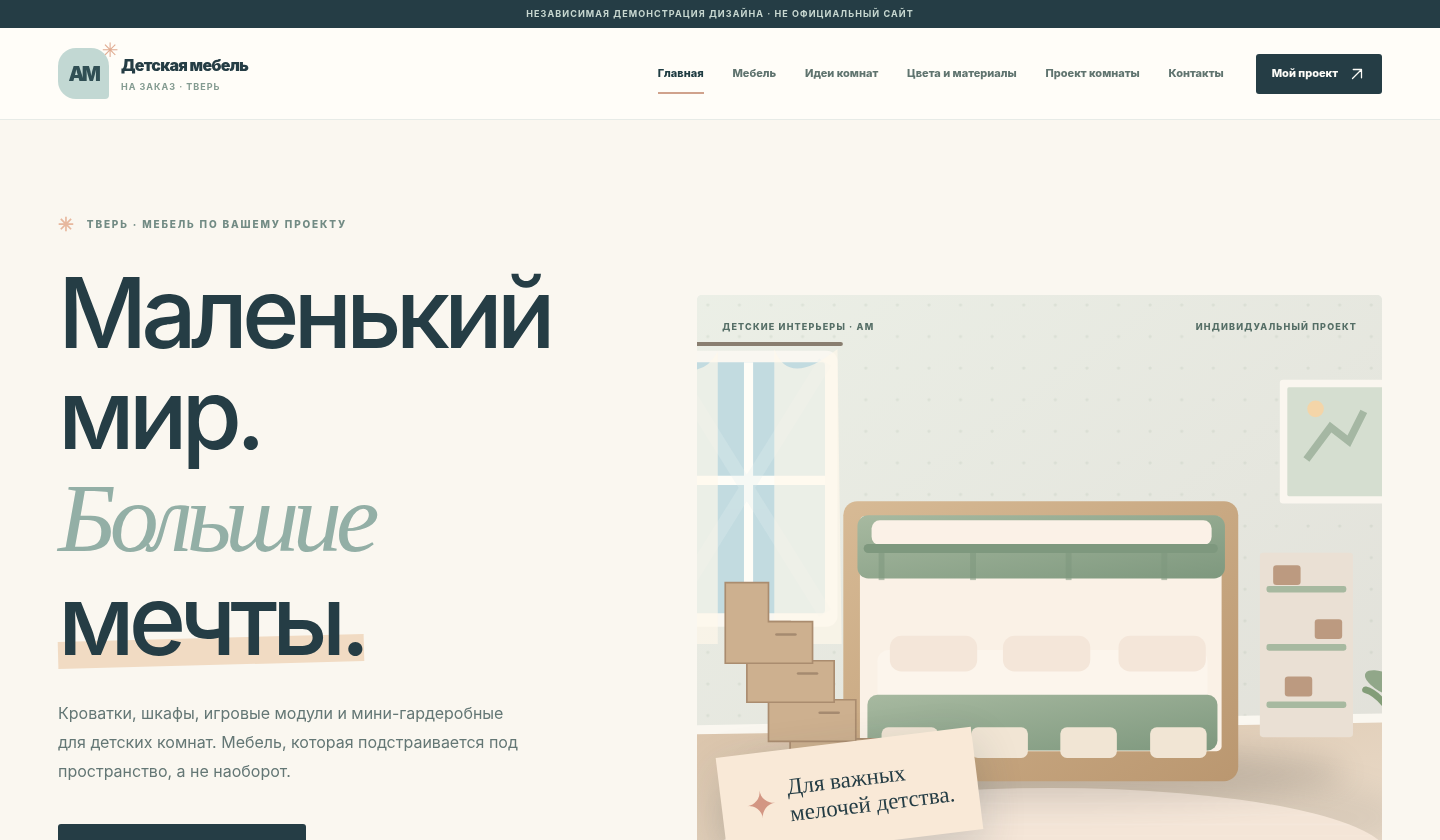 НЕЗАВИСИМАЯ ДЕМОНСТРАЦИЯ ДИЗАЙНА · НЕ ОФИЦИАЛЬНЫЙ САЙТ
АМ
Детская мебель
НА ЗАКАЗ · ТВЕРЬ
Главная
Мебель
Идеи комнат
Цвета и материалы
Проект комнаты
Контакты
Мой проект
ТВЕРЬ · МЕБЕЛЬ ПО ВАШЕМУ ПРОЕКТУ
Маленький
мир.
Большие
мечты.
Кроватки, шкафы, игровые модули и мини-гардеробные
для детских комнат. Мебель, которая подстраивается под
пространство, а не наоборот.
ДЕТСКИЕ ИНТЕРЬЕРЫ · АМ
ИНДИВИДУАЛЬНЫЙ ПРОЕКТ
Для важных
мелочей детства.